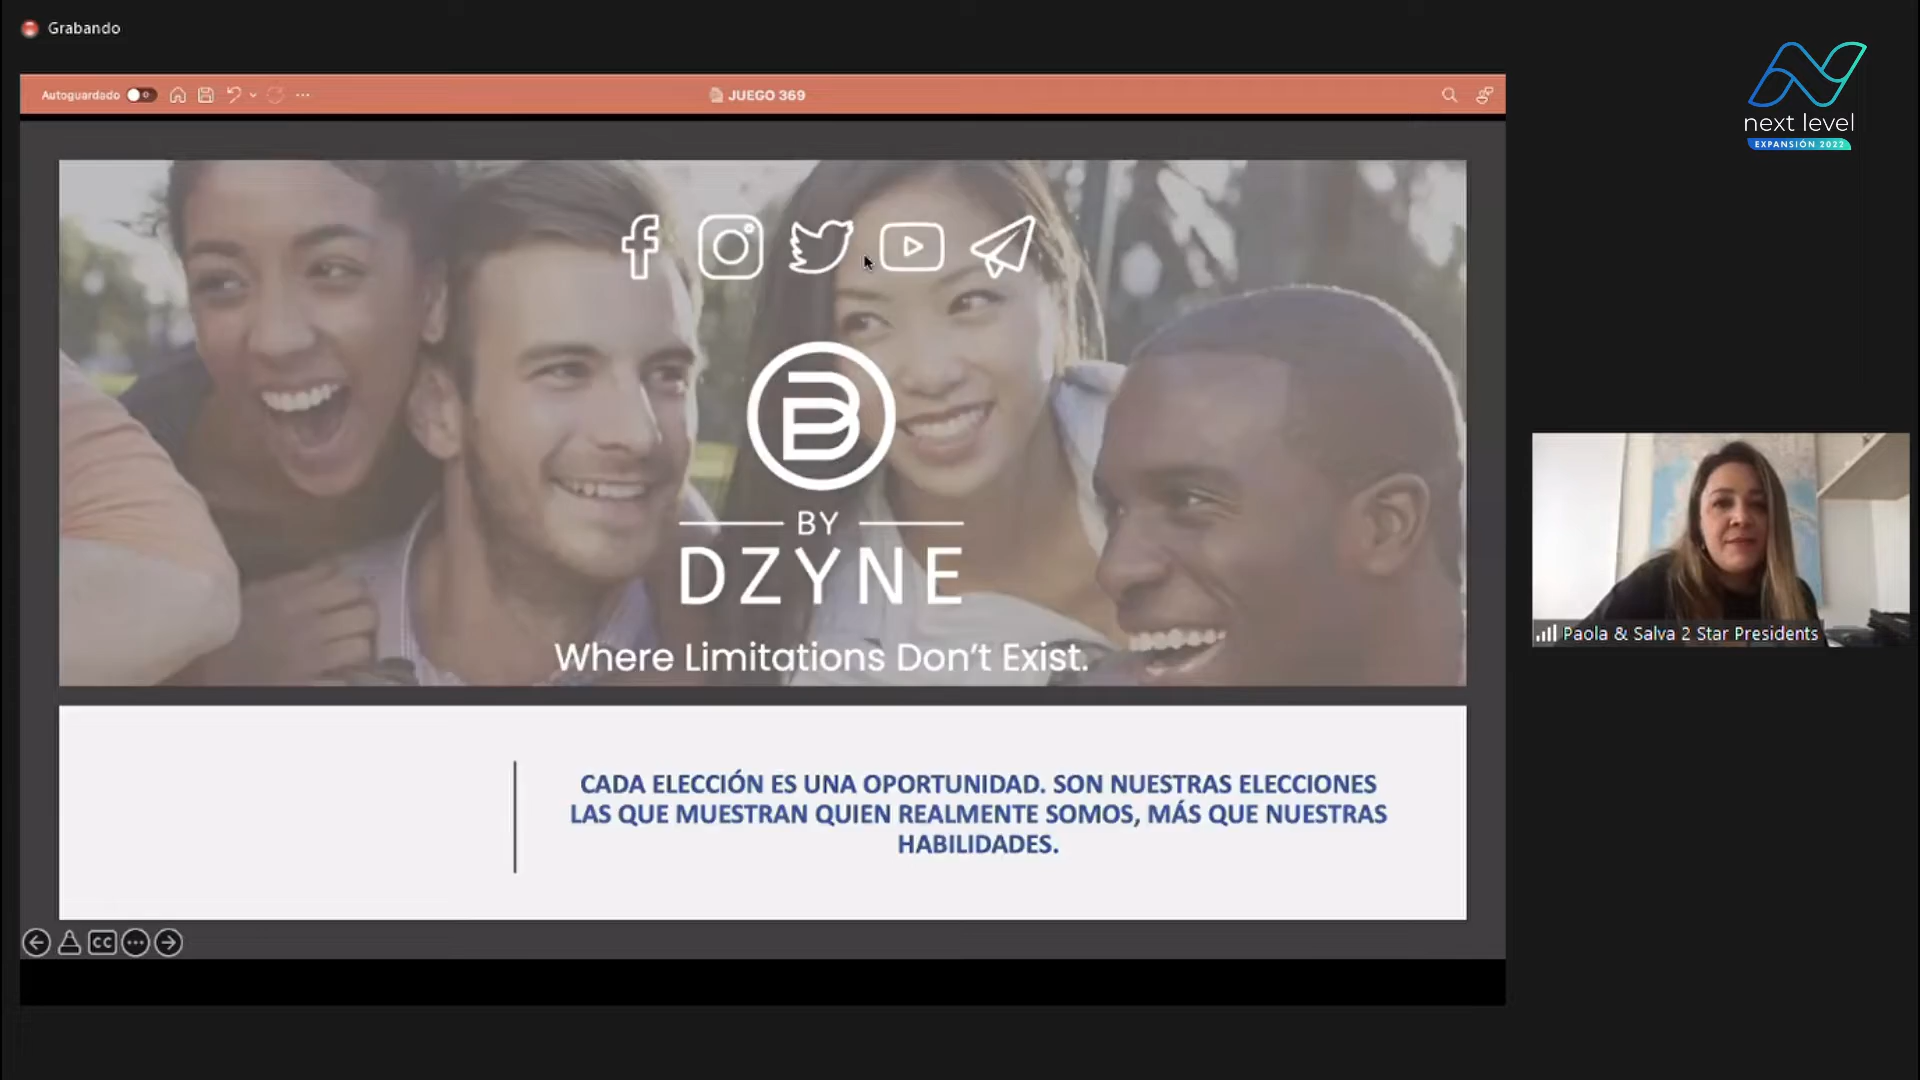 Grabando
Autoguardado
JUEGO 369
next level
EXPANSIÓN 2022
B
BY
DZYNE
Where Limitations Don't Exist.
Paola & Salva 2 Star Presidents
CADA ELECCIÓN ES UNA OPORTUNIDAD. SON NUESTRAS ELECCIONES
LAS QUE MUESTRAN QUIEN REALMENTE SOMOS, MÁS QUE NUESTRAS
HABILIDADES.
CC